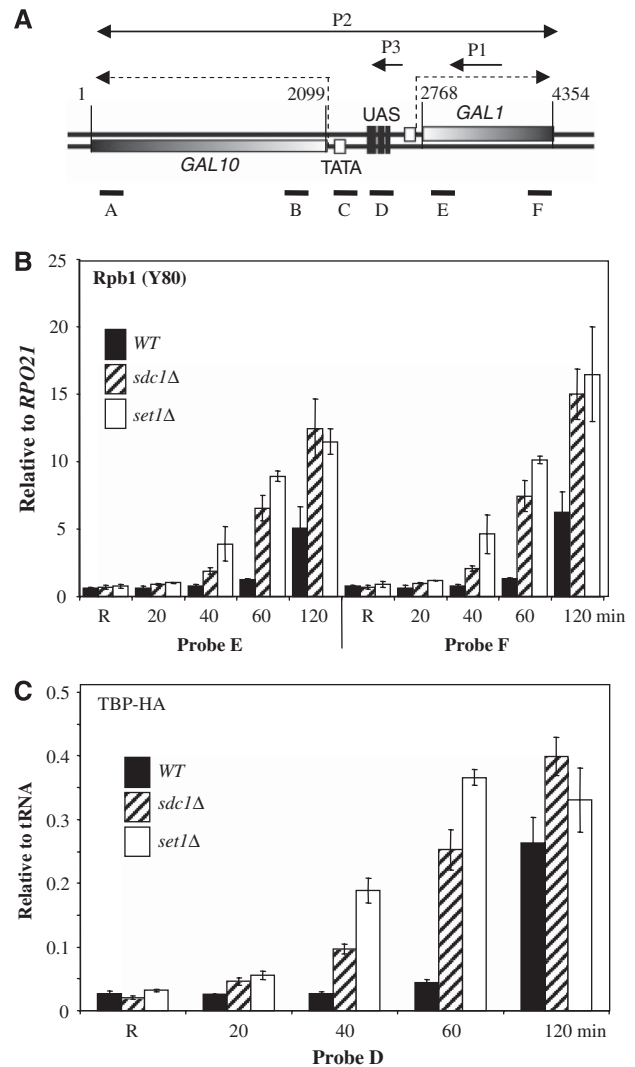 A
P2
P3
P1
1
2099
2768
4354
UAS
GAL1
GAL10
TATA
A B C D E F
B
Rpb1 (Y80)
WT
sdc1Δ
set1Δ
Relative to RPO21
25
20
15
10
5
0
R 20 40 60 120 R 20 40 60 120 min
Probe E Probe F
C
TBP-HA
WT
sdc1Δ
set1Δ
Relative to tRNA
0.5
0.4
0.3
0.2
0.1
0
R 20 40 60 120 min
Probe D